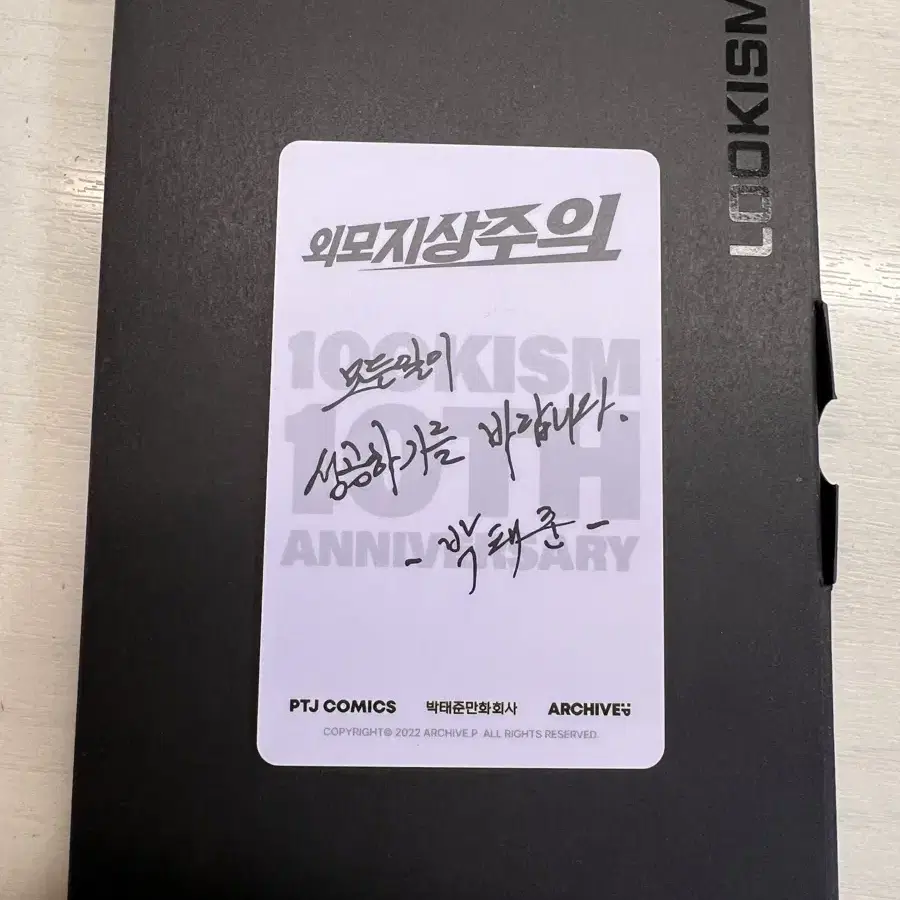 LOOKISM
외모지상주의
100KISM
10TH
ANNIVERSARY
모든일이
성공하기를 바랍니다.
- 박태준 -
PTJ COMICS 박태준만화회사 ARCHIVE.P
COPYRIGHT© 2022 ARCHIVE.P ALL RIGHTS RESERVED.